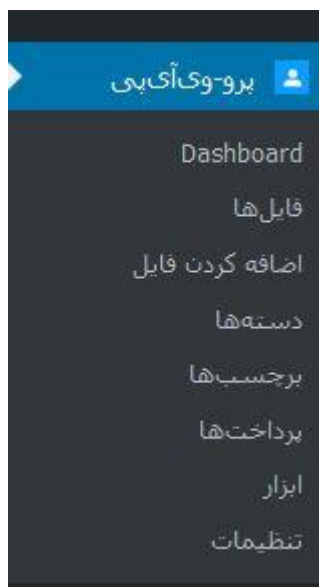 پرو-وی‌آی‌پی
Dashboard
فایل‌ها
اضافه کردن فایل
دسته‌ها
برچسب‌ها
پرداخت‌ها
ابزار
تنظیمات